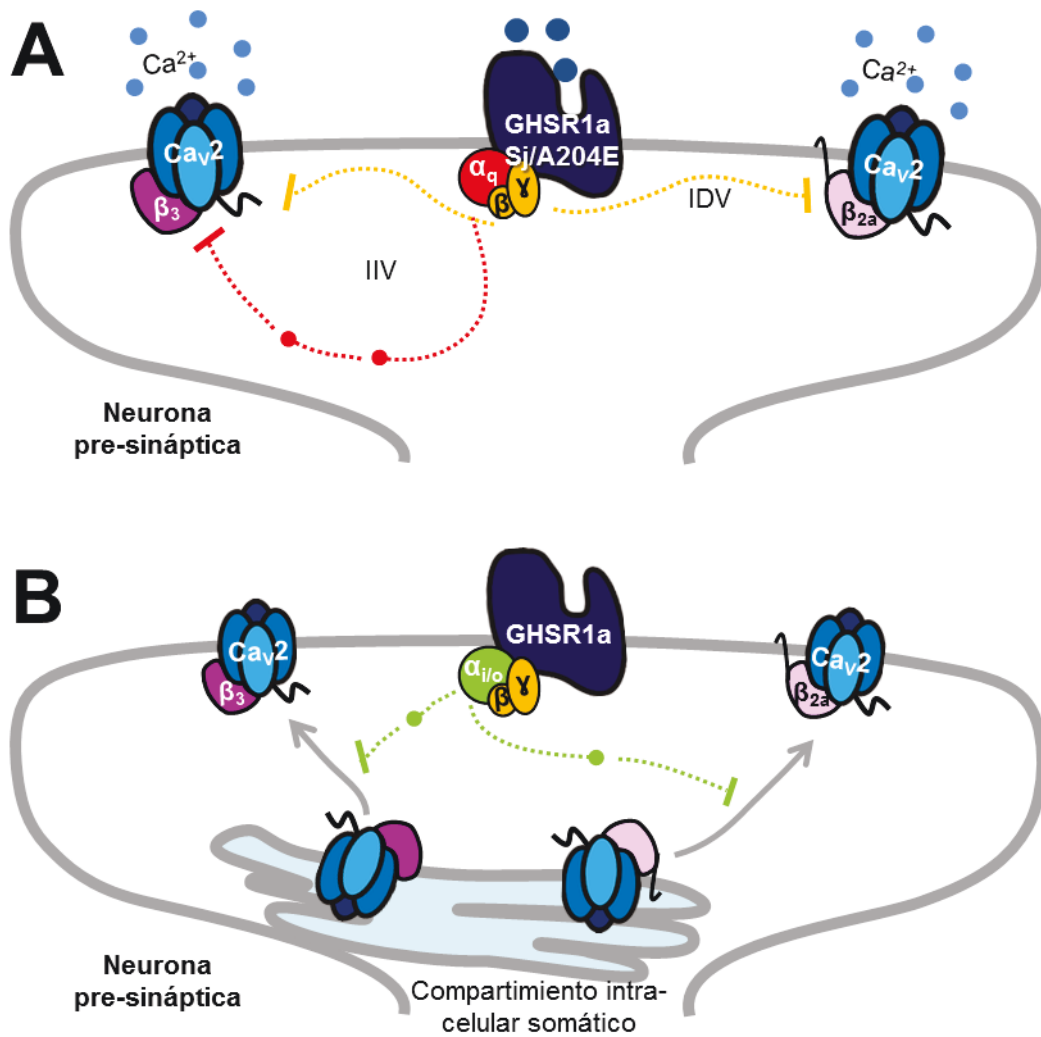 A
Ca2+
Ca2+
GHSR1a
Sj/A204E
CaV2
CaV2
αq
β
γ
β3
β2a
IDV
IIV
Neurona
pre-sináptica
B
GHSR1a
CaV2
CaV2
αi/o
β
γ
β3
β2a
Neurona
pre-sináptica
Compartimiento intra-
celular somático